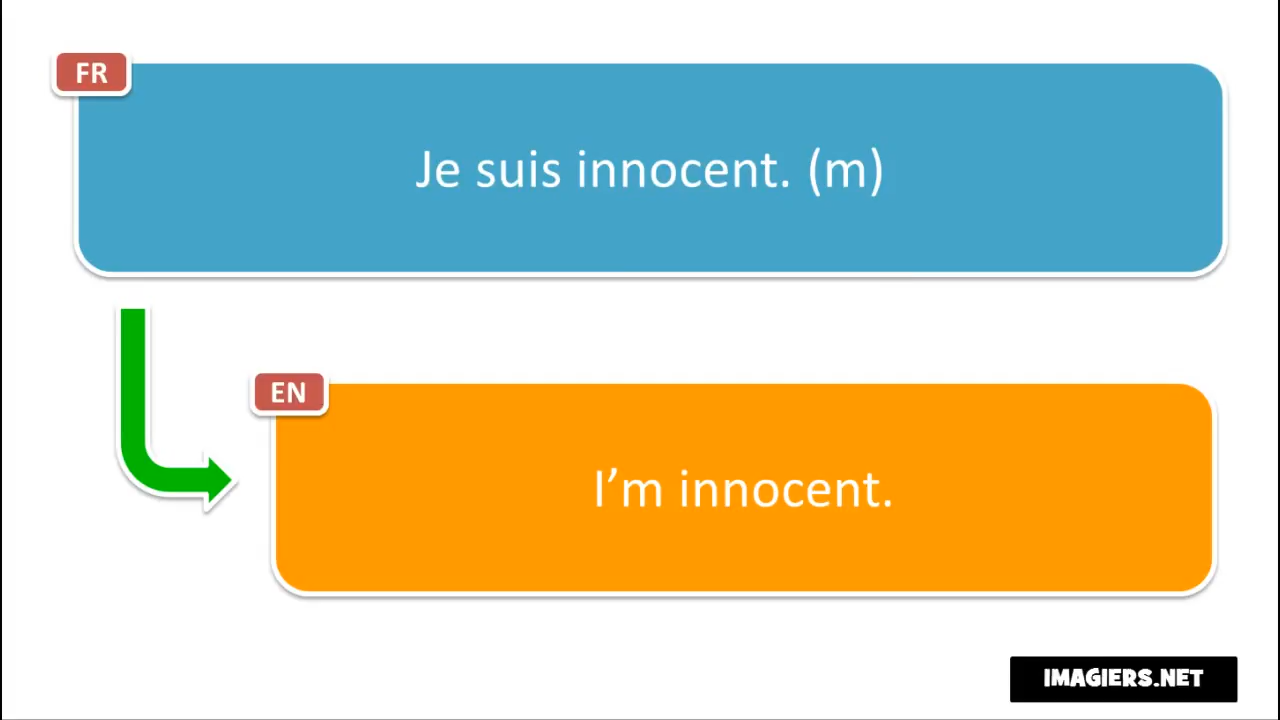 FR
Je suis innocent. (m)
EN
I’m innocent.
IMAGIERS.NET